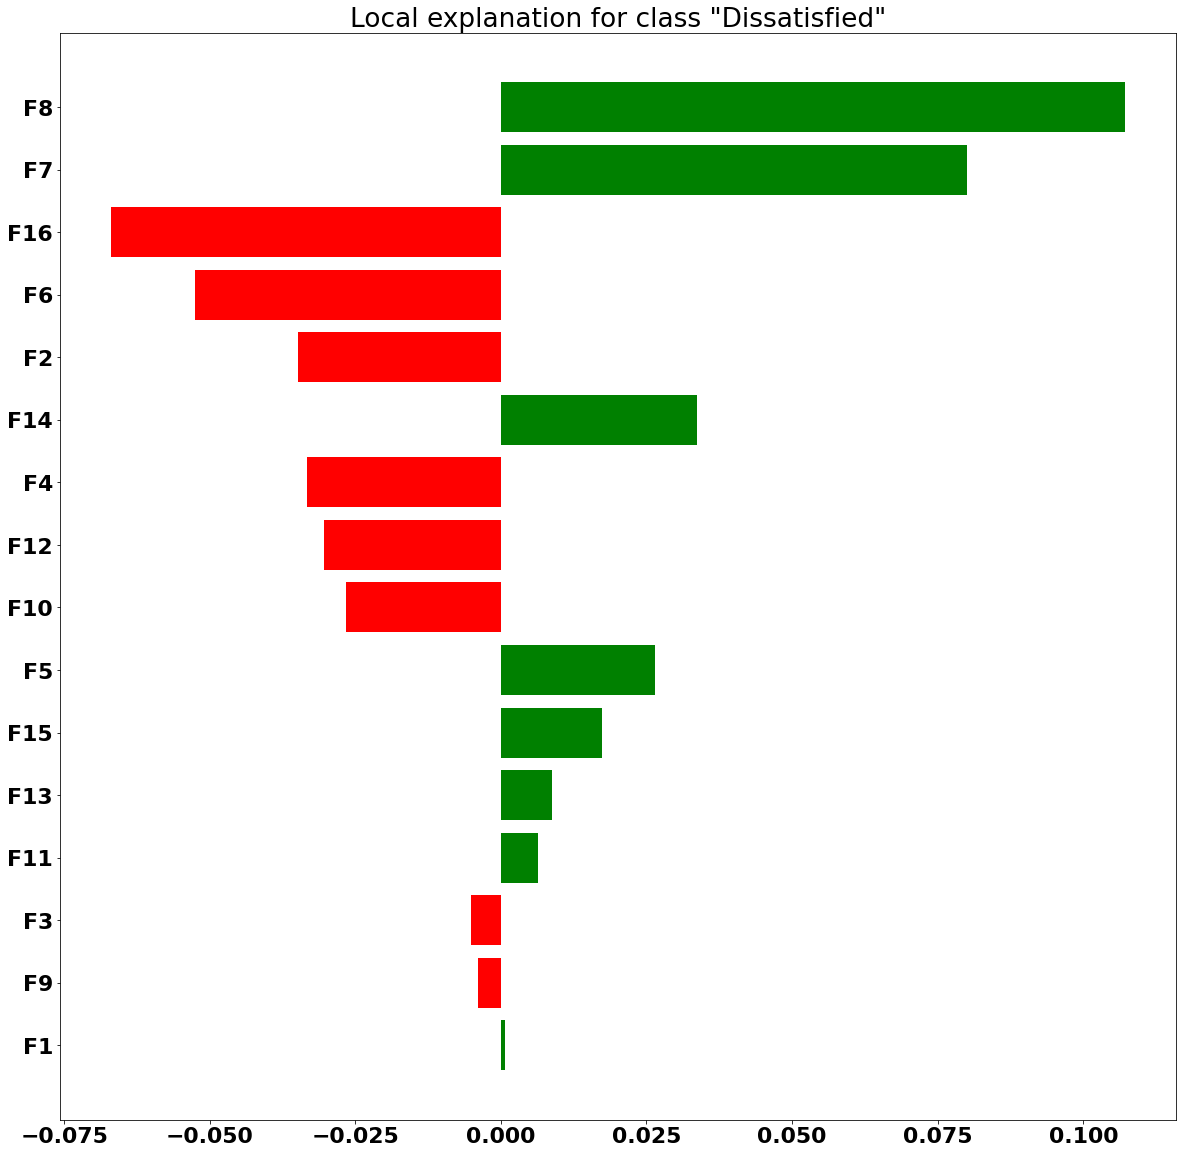 Local explanation for class "Dissatisfied"
F8
F7
F16
F6
F2
F14
F4
F12
F10
F5
F15
F13
F11
F3
F9
F1
−0.075 −0.050 −0.025 0.000 0.025 0.050 0.075 0.100